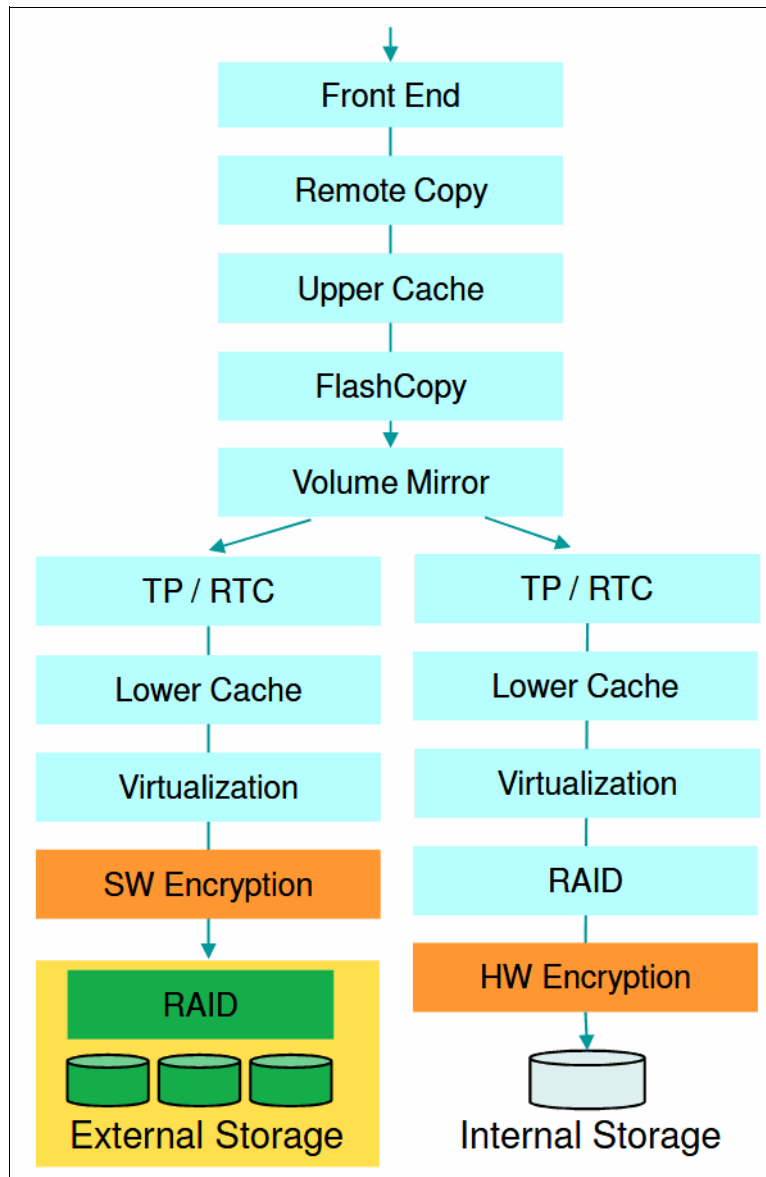 Front End
Remote Copy
Upper Cache
FlashCopy
Volume Mirror
TP / RTC
Lower Cache
Virtualization
SW Encryption
RAID
External Storage
TP / RTC
Lower Cache
Virtualization
RAID
HW Encryption
Internal Storage